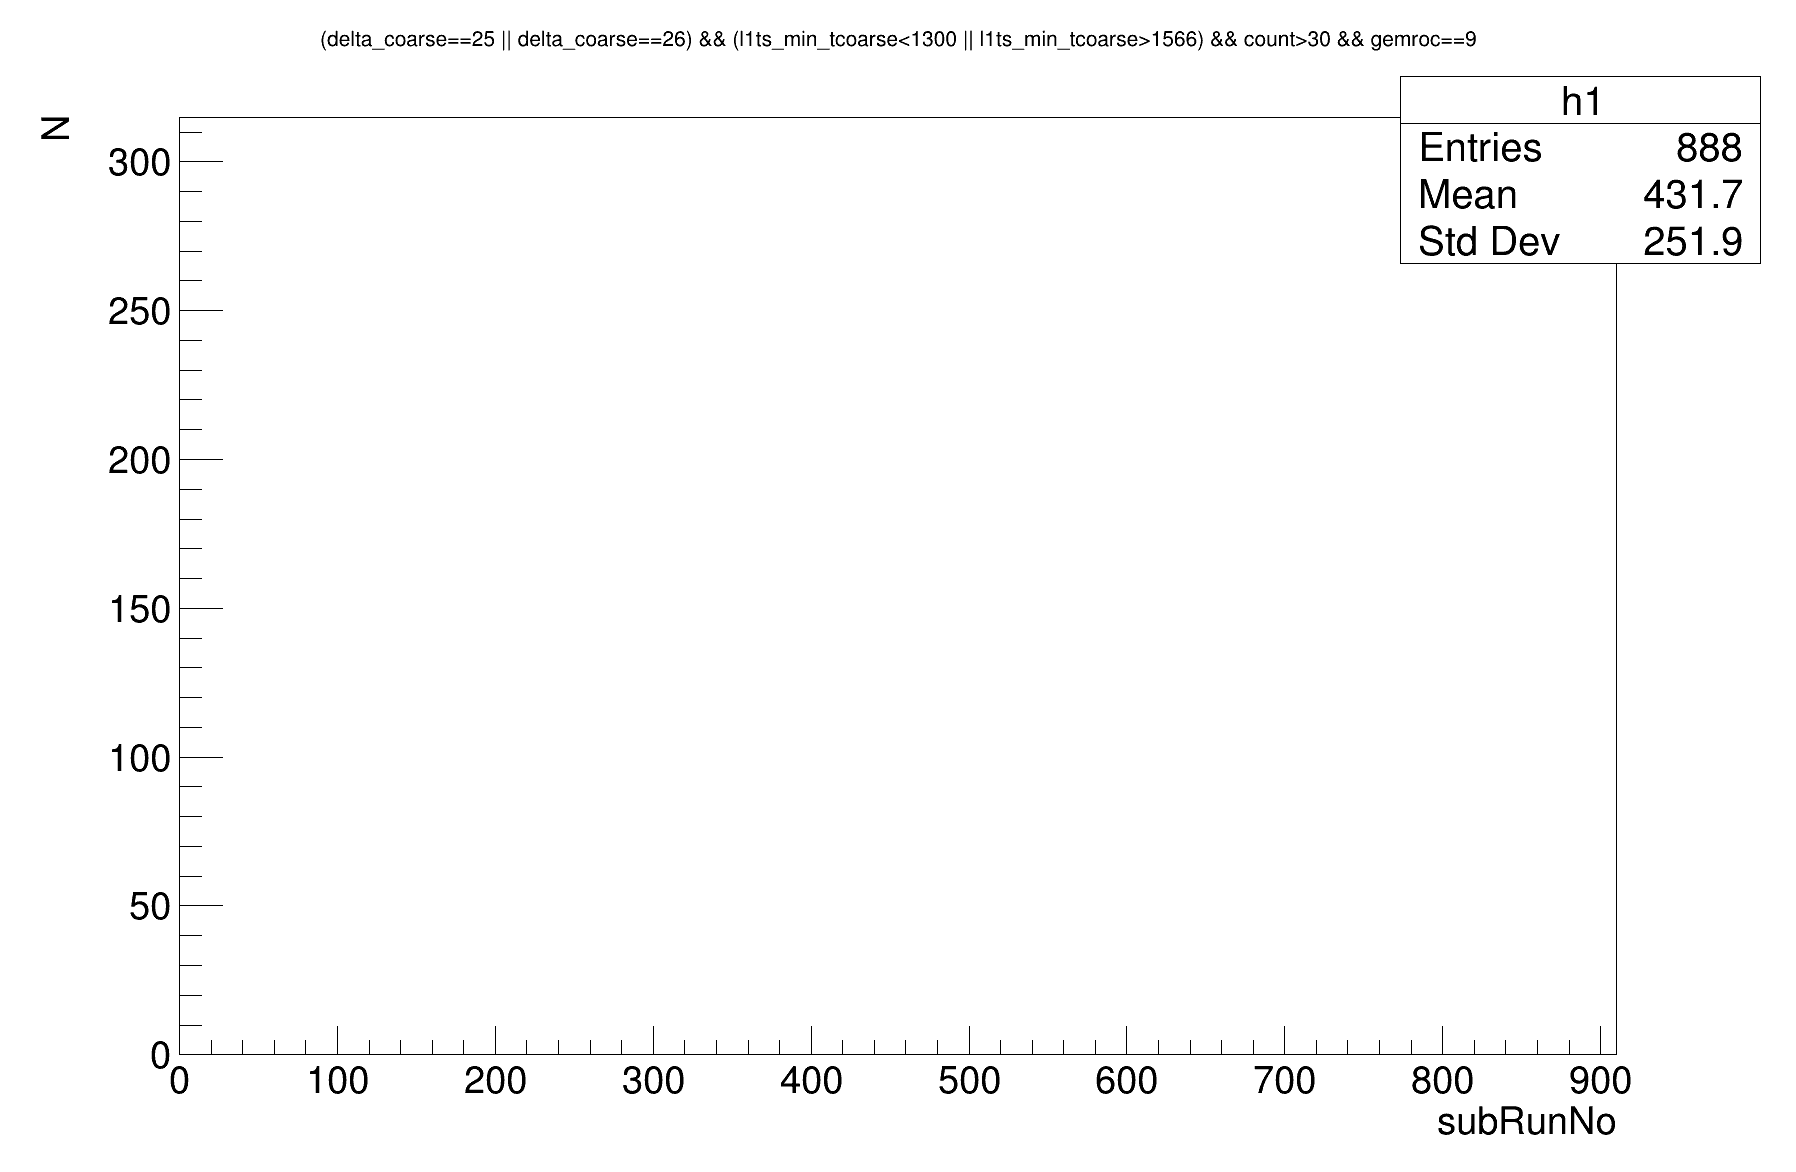 (delta_coarse==25 || delta_coarse==26) && (l1ts_min_tcoarse<1300 || l1ts_min_tcoarse>1566) && count>30 && gemroc==9
h1
Entries 888
Mean 431.7
Std Dev 251.9
N
300
250
200
150
100
50
0
0 100 200 300 400 500 600 700 800 900
subRunNo